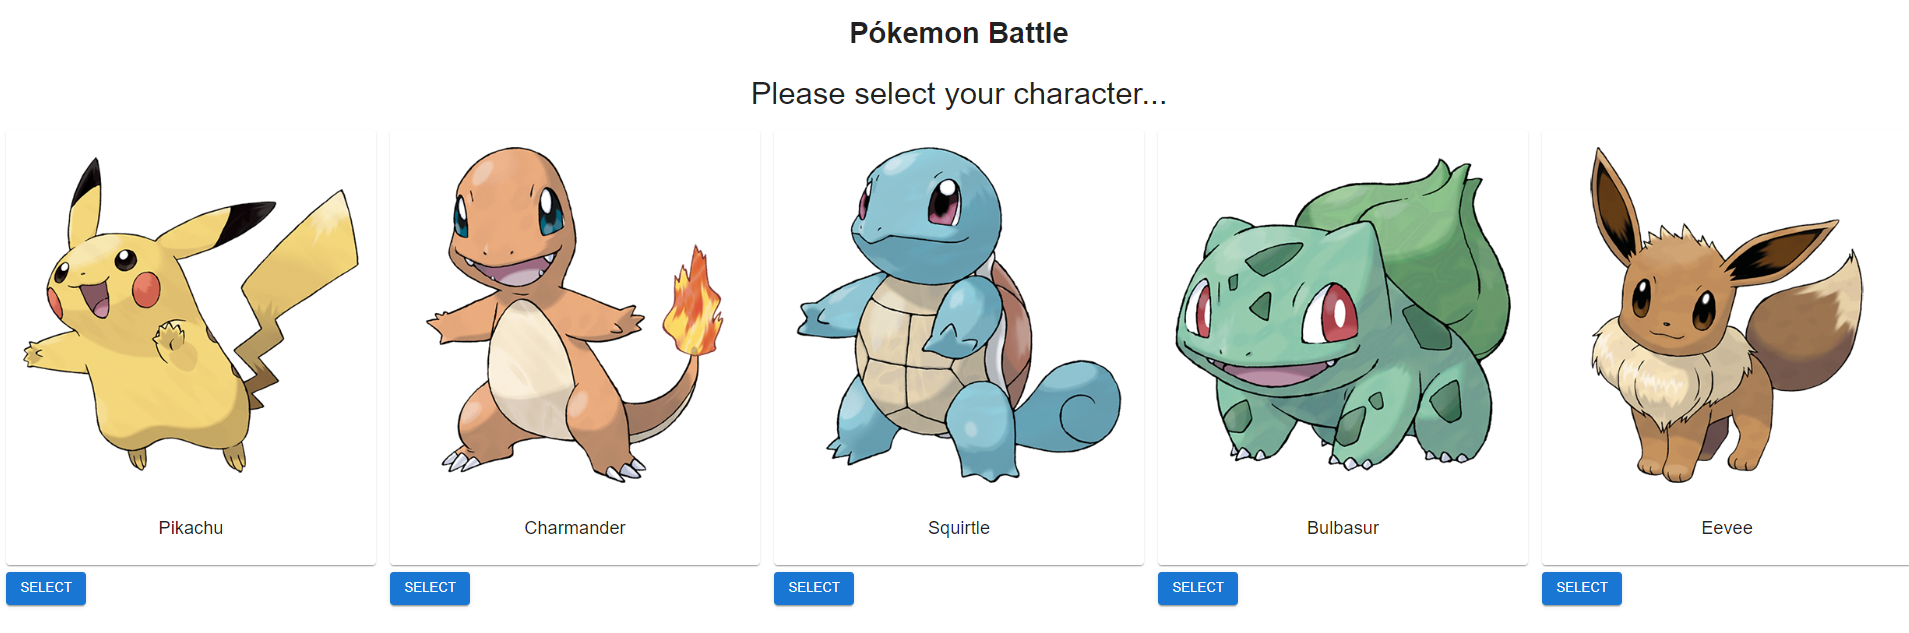 Pókemon Battle
Please select your character...
Pikachu
Charmander
Squirtle
Bulbasur
Eevee
SELECT
SELECT
SELECT
SELECT
SELECT